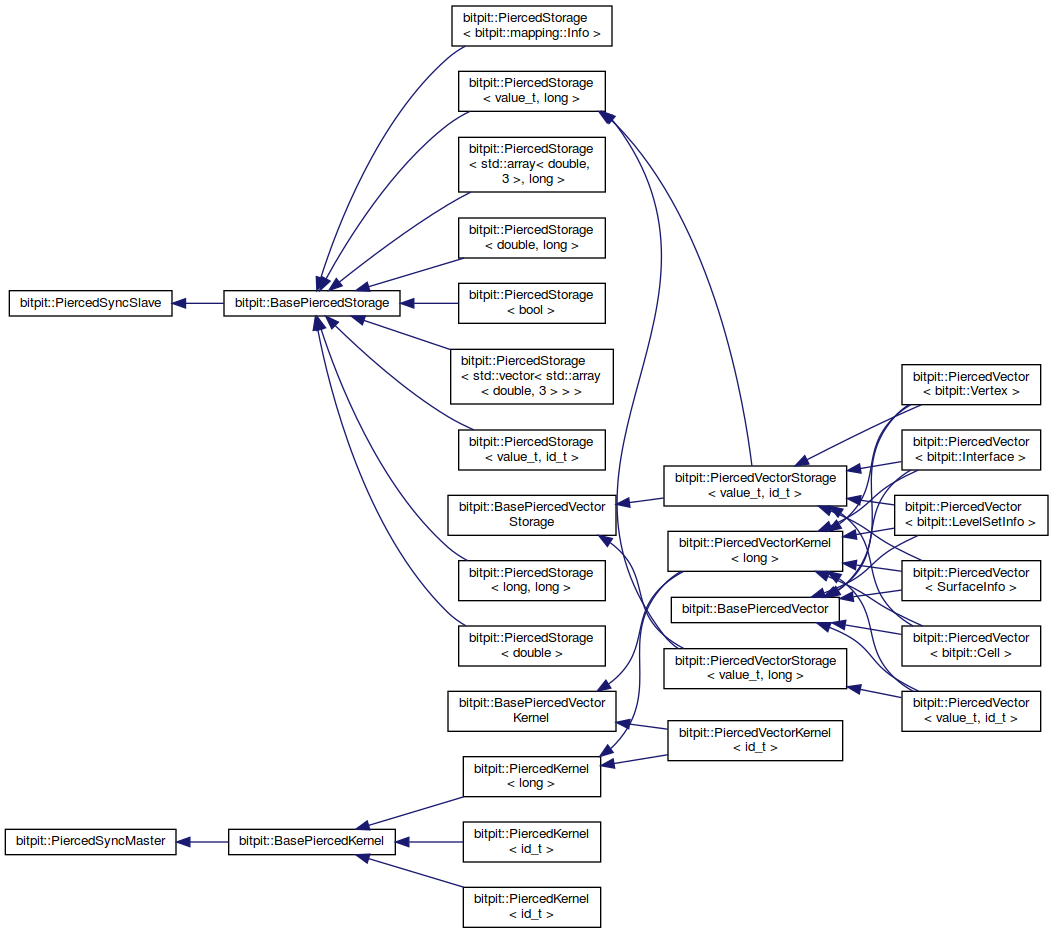 bitpit::PiercedStorage
< bitpit::mapping::Info >
bitpit::PiercedStorage
< value_t, long >
bitpit::PiercedStorage
< std::array< double,
3 >, long >
bitpit::PiercedStorage
< double, long >
bitpit::PiercedSyncSlave
bitpit::BasePiercedStorage
bitpit::PiercedStorage
< bool >
bitpit::PiercedStorage
< std::vector< std::array
< double, 3 > > >
bitpit::PiercedStorage
< value_t, id_t >
bitpit::BasePiercedVector
Storage
bitpit::PiercedStorage
< long, long >
bitpit::PiercedStorage
< double >
bitpit::BasePiercedVector
Kernel
bitpit::PiercedKernel
< long >
bitpit::PiercedSyncMaster
bitpit::BasePiercedKernel
bitpit::PiercedKernel
< id_t >
bitpit::PiercedKernel
< id_t >
bitpit::PiercedVectorStorage
< value_t, id_t >
bitpit::PiercedVectorKernel
< long >
bitpit::BasePiercedVector
bitpit::PiercedVectorStorage
< value_t, long >
bitpit::PiercedVectorKernel
< id_t >
bitpit::PiercedVector
< bitpit::Vertex >
bitpit::PiercedVector
< bitpit::Interface >
bitpit::PiercedVector
< bitpit::LevelSetInfo >
bitpit::PiercedVector
< SurfaceInfo >
bitpit::PiercedVector
< bitpit::Cell >
bitpit::PiercedVector
< value_t, id_t >